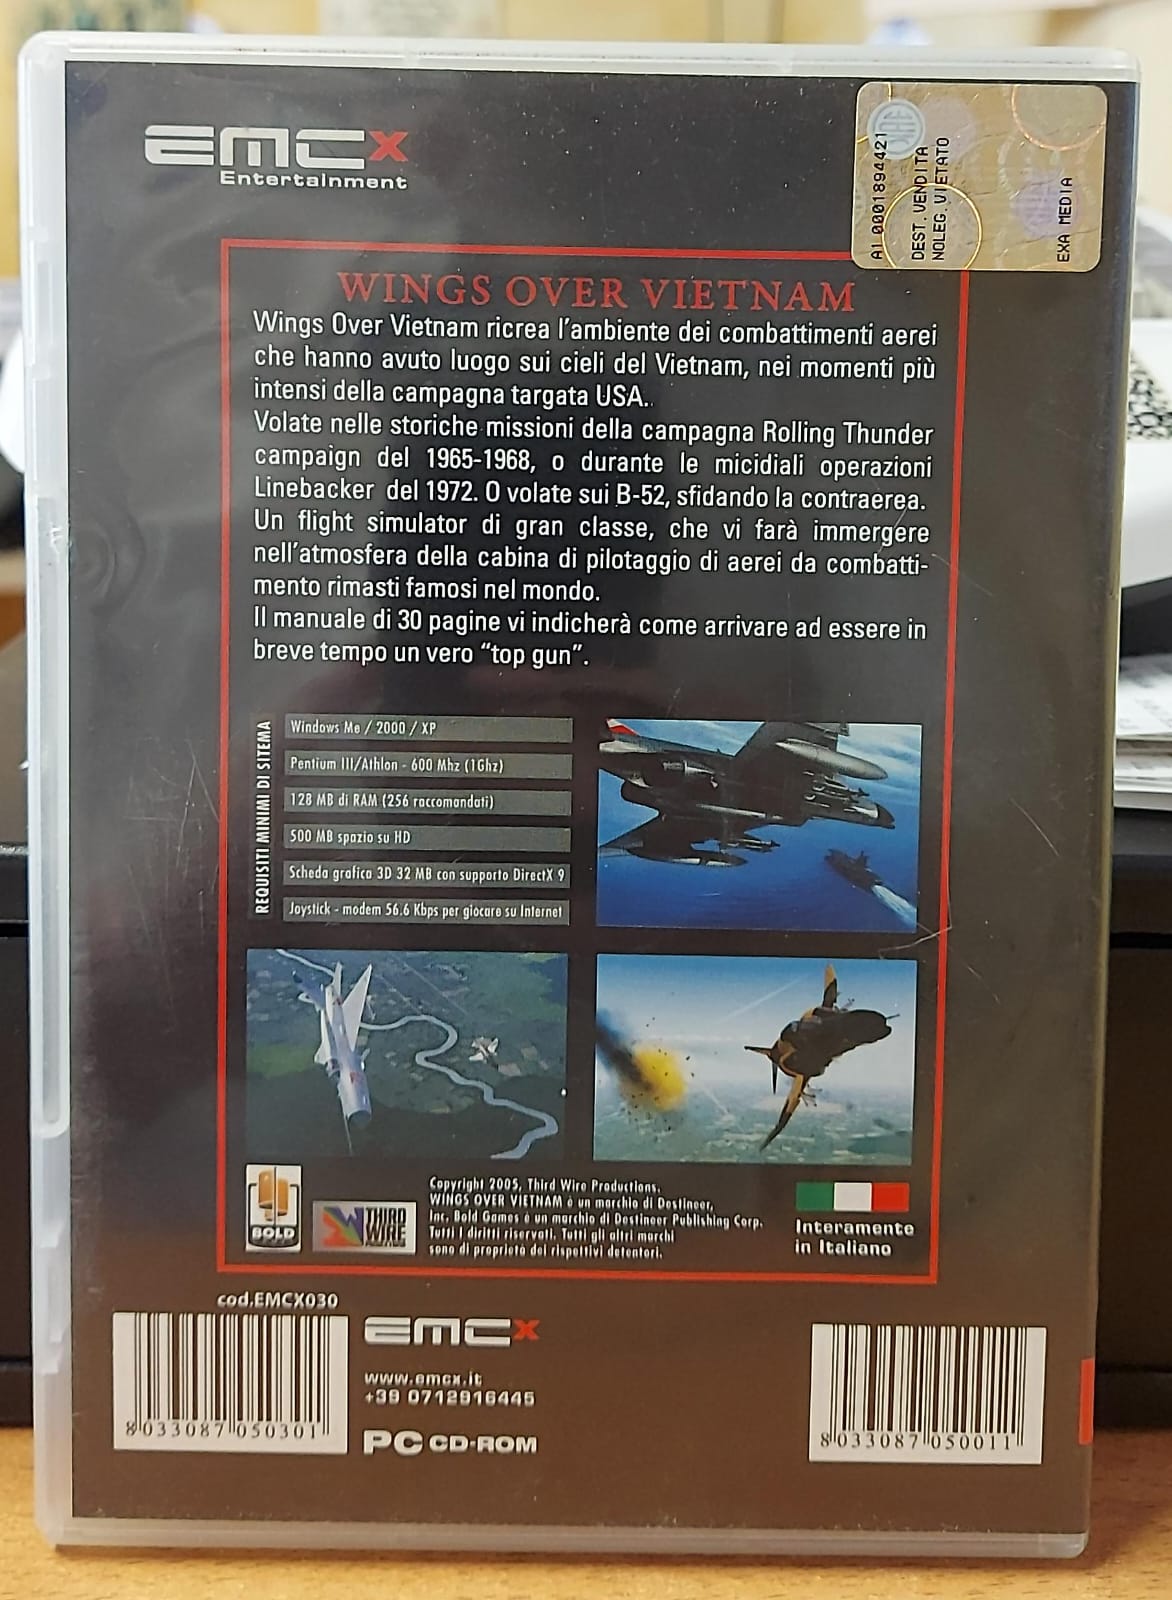 EMCX
Entertainment
A1 0001894421
DEST. VENDITA
NOLEG. VIETATO
EXA MEDIA
WINGS OVER VIETNAM
Wings Over Vietnam ricrea l'ambiente dei combattimenti aerei
che hanno avuto luogo sui cieli del Vietnam, nei momenti più
intensi della campagna targata USA..
Volate nelle storiche missioni della campagna Rolling Thunder
campaign del 1965-1968, o durante le micidiali operazioni
Linebacker del 1972. O volate sui B-52, sfidando la contraerea.
Un flight simulator di gran classe, che vi farà immergere
nell'atmosfera della cabina di pilotaggio di aerei da combatti-
mento rimasti famosi nel mondo.
Il manuale di 30 pagine vi indicherà come arrivare ad essere in
breve tempo un vero "top gun".
REQUISITI MINIMI DI SITEMA
Windows Me / 2000 / XP
Pentium III/Athlon - 600 Mhz (1Ghz)
128 MB di RAM (256 raccomandati)
500 MB spazio su HD
Scheda grafica 3D 32 MB con supporto DirectX 9
Joystick - modem 56.6 Kbps per giocare su Internet
BOLD
THIRD
WIRE
Copyright 2005, Third Wire Productions.
WINGS OVER VIETNAM è un marchio di Destineer,
Inc. Bold Games è un marchio di Destineer Publishing Corp.
Tutti i diritti riservati. Tutti gli altri marchi
sono di proprietà dei rispettivi detentori.
Interamente
in Italiano
cod.EMCX030
8 033087 050301
EMCX
www.emcx.it
+39 0712916445
PC CD-ROM
8 033087 050011